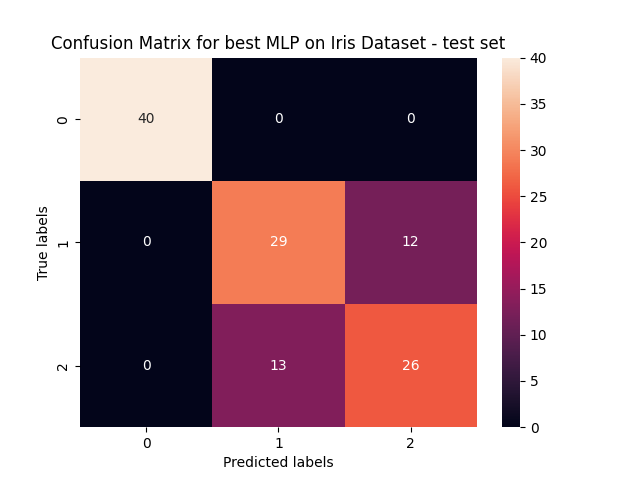 Confusion Matrix for best MLP on Iris Dataset - test set
True labels
0
1
2
40 0 0
0 29 12
0 13 26
0 1 2
Predicted labels
40
35
30
25
20
15
10
5
0